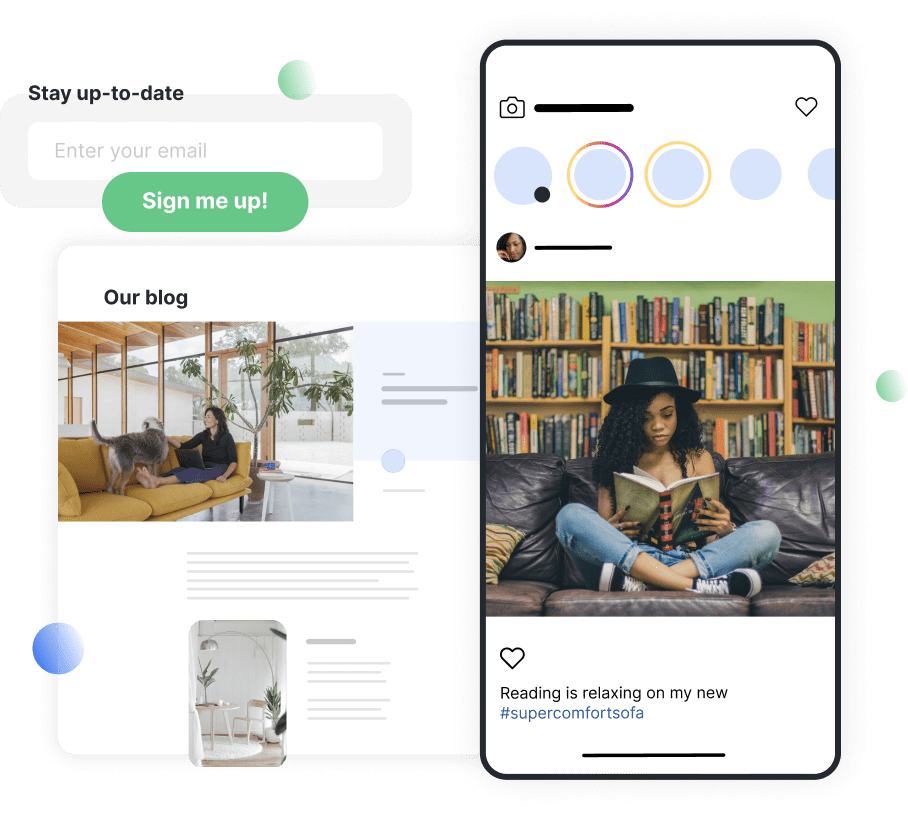 Stay up-to-date
Enter your email
Sign me up!
Our blog
Reading is relaxing on my new
#supercomfortsofa